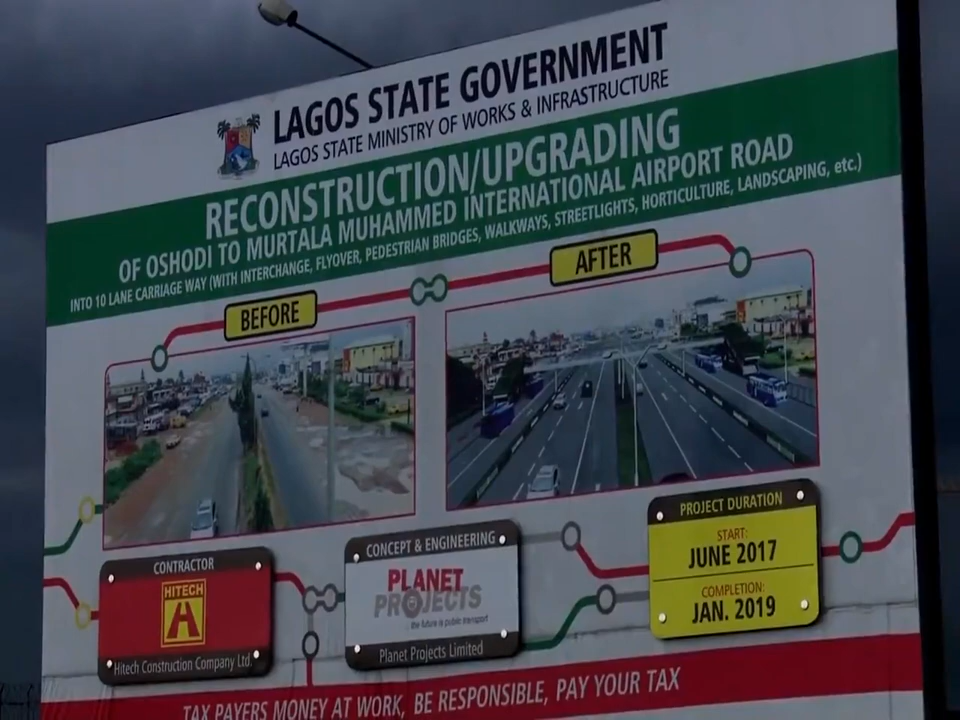 LAGOS STATE GOVERNMENT
LAGOS STATE MINISTRY OF WORKS & INFRASTRUCTURE
RECONSTRUCTION/UPGRADING
OF OSHODI TO MURTALA MUHAMMED INTERNATIONAL AIRPORT ROAD
INTO 10 LANE CARRIAGE WAY (WITH INTERCHANGE, FLYOVER, PEDESTRIAN BRIDGES, WALKWAYS, STREETLIGHTS, HORTICULTURE, LANDSCAPING, etc.)
BEFORE
AFTER
CONTRACTOR
HITECH
H
Hitech Construction Company Ltd.
CONCEPT & ENGINEERING
PLANET
PROJECTS
the future is public transport
Planet Projects Limited
PROJECT DURATION
START:
JUNE 2017
COMPLETION:
JAN. 2019
TAX PAYERS MONEY AT WORK, BE RESPONSIBLE, PAY YOUR TAX